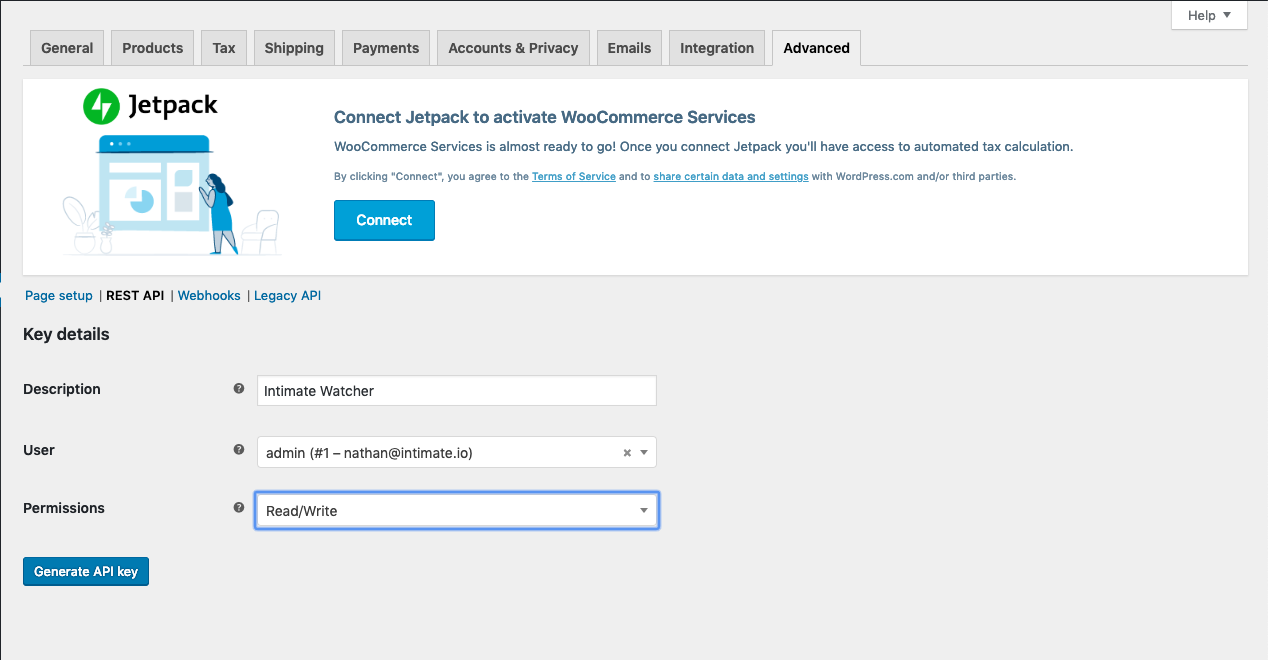 Help
General Products Tax Shipping Payments Accounts & Privacy Emails Integration Advanced
Jetpack
Connect Jetpack to activate WooCommerce Services
WooCommerce Services is almost ready to go! Once you connect Jetpack you'll have access to automated tax calculation.
By clicking "Connect", you agree to the Terms of Service and to share certain data and settings with WordPress.com and/or third parties.
Connect
Page setup | REST API | Webhooks | Legacy API
Key details
Description ? Intimate Watcher
User ? admin (#1 – nathan@intimate.io) ×
Permissions ? Read/Write
Generate API key